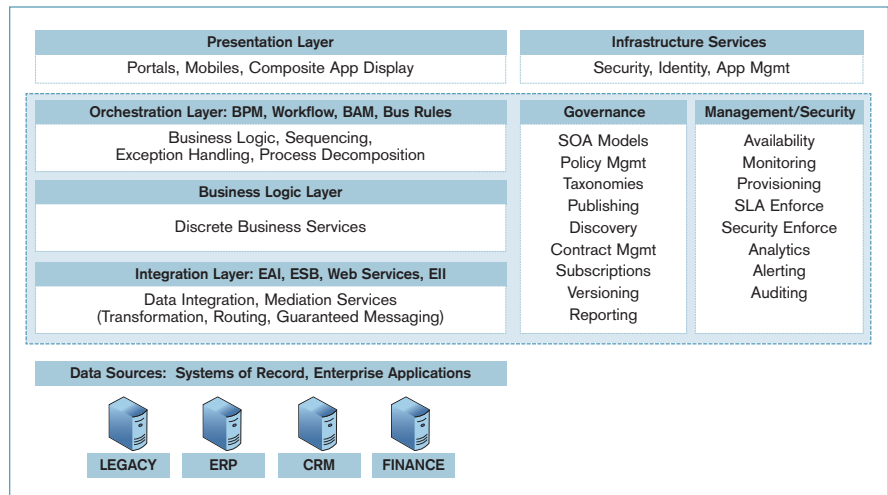 Presentation Layer
Portals, Mobiles, Composite App Display
Infrastructure Services
Security, Identity, App Mgmt
Orchestration Layer: BPM, Workflow, BAM, Bus Rules
Business Logic, Sequencing,
Exception Handling, Process Decomposition
Business Logic Layer
Discrete Business Services
Integration Layer: EAI, ESB, Web Services, EII
Data Integration, Mediation Services
(Transformation, Routing, Guaranteed Messaging)
Governance
SOA Models
Policy Mgmt
Taxonomies
Publishing
Discovery
Contract Mgmt
Subscriptions
Versioning
Reporting
Management/Security
Availability
Monitoring
Provisioning
SLA Enforce
Security Enforce
Analytics
Alerting
Auditing
Data Sources: Systems of Record, Enterprise Applications
LEGACY
ERP
CRM
FINANCE